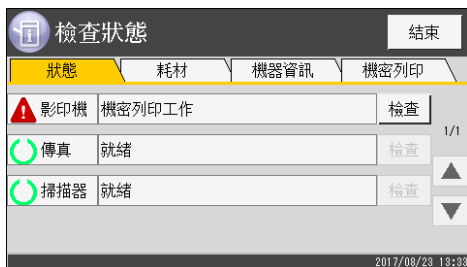 檢查狀態 結束
狀態 耗材 機器資訊 機密列印
影印機 機密列印工作 檢查
1/1
傳真 就緒 檢查
掃描器 就緒 檢查
2017/08/23 13:33